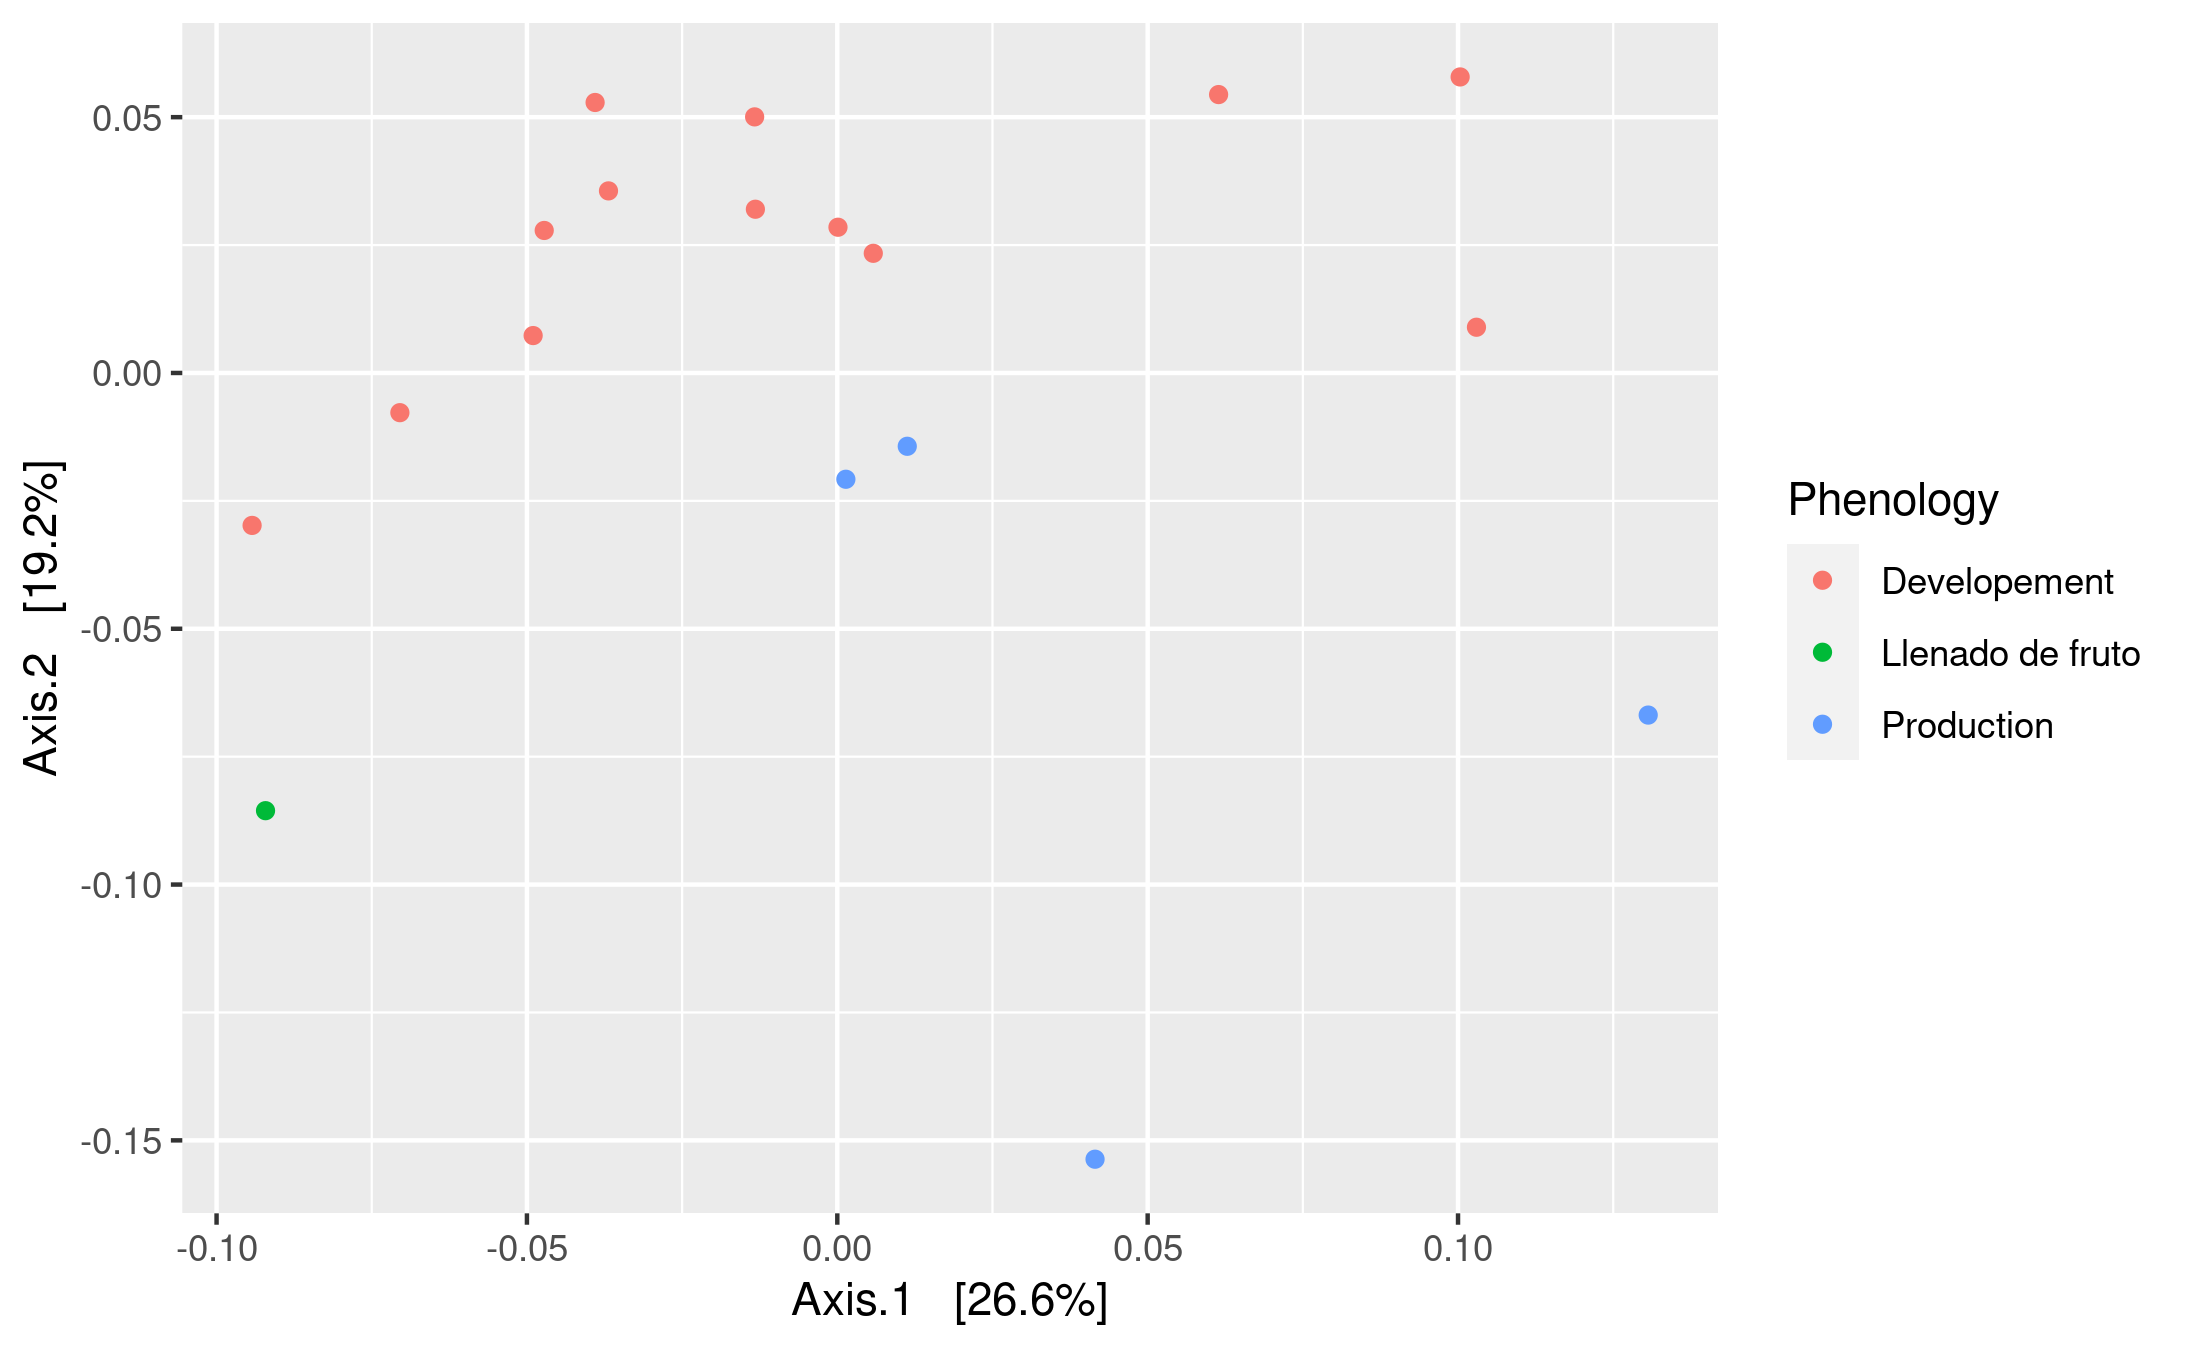 0.05
0.00
-0.05
-0.10
-0.15
Axis.2 [19.2%]
-0.10 -0.05 0.00 0.05 0.10
Axis.1 [26.6%]
Phenology
Developement
Llenado de fruto
Production